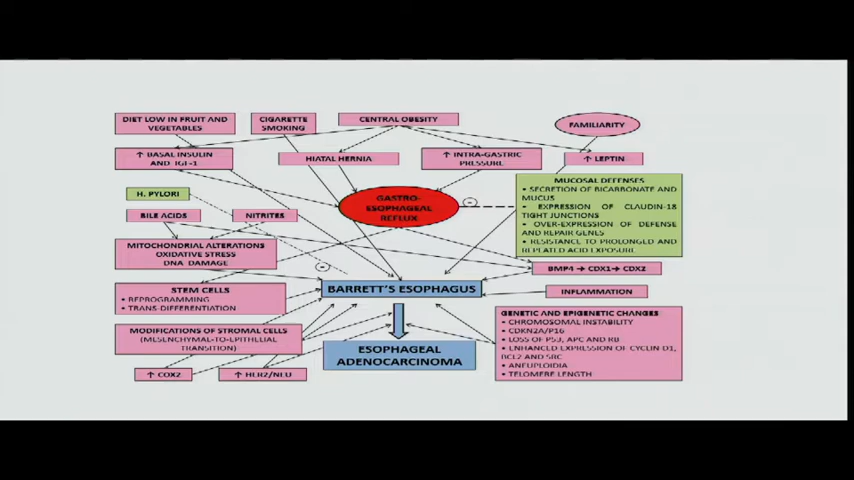 DIET LOW IN FRUIT AND
VEGETABLES
CIGARETTE
SMOKING
CENTRAL OBESITY
FAMILIARITY
↑ BASAL INSULIN
AND IGF-1
HIATAL HERNIA
↑ INTRA-GASTRIC
PRESSURE
↑ LEPTIN
H. PYLORI
GASTRO-
ESOPHAGEAL
REFLUX
MUCOSAL DEFENSES
• SECRETION OF BICARBONATE AND
MUCUS
• EXPRESSION OF CLAUDIN-18
TIGHT JUNCTIONS
• OVER-EXPRESSION OF DEFENSE
AND REPAIR GENES
• RESISTANCE TO PROLONGED AND
REPEATED ACID EXPOSURE
BILE ACIDS
NITRITES
MITOCHONDRIAL ALTERATIONS
OXIDATIVE STRESS
DNA DAMAGE
BMP4 → CDX1→ CDX2
STEM CELLS
• REPROGRAMMING
• TRANS-DIFFERENTIATION
BARRETT'S ESOPHAGUS
INFLAMMATION
MODIFICATIONS OF STROMAL CELLS
(MESENCHYMAL-TO-EPITHELIAL
TRANSITION)
ESOPHAGEAL
ADENOCARCINOMA
GENETIC AND EPIGENETIC CHANGES
• CHROMOSOMAL INSTABILITY
• CDKN2A/P16
• LOSS OF P53, APC AND RB
• ENHANCED EXPRESSION OF CYCLIN D1,
BCL2 AND SRC
• ANEUPLOIDIA
• TELOMERE LENGTH
↑ COX2
↑ HER2/NEU